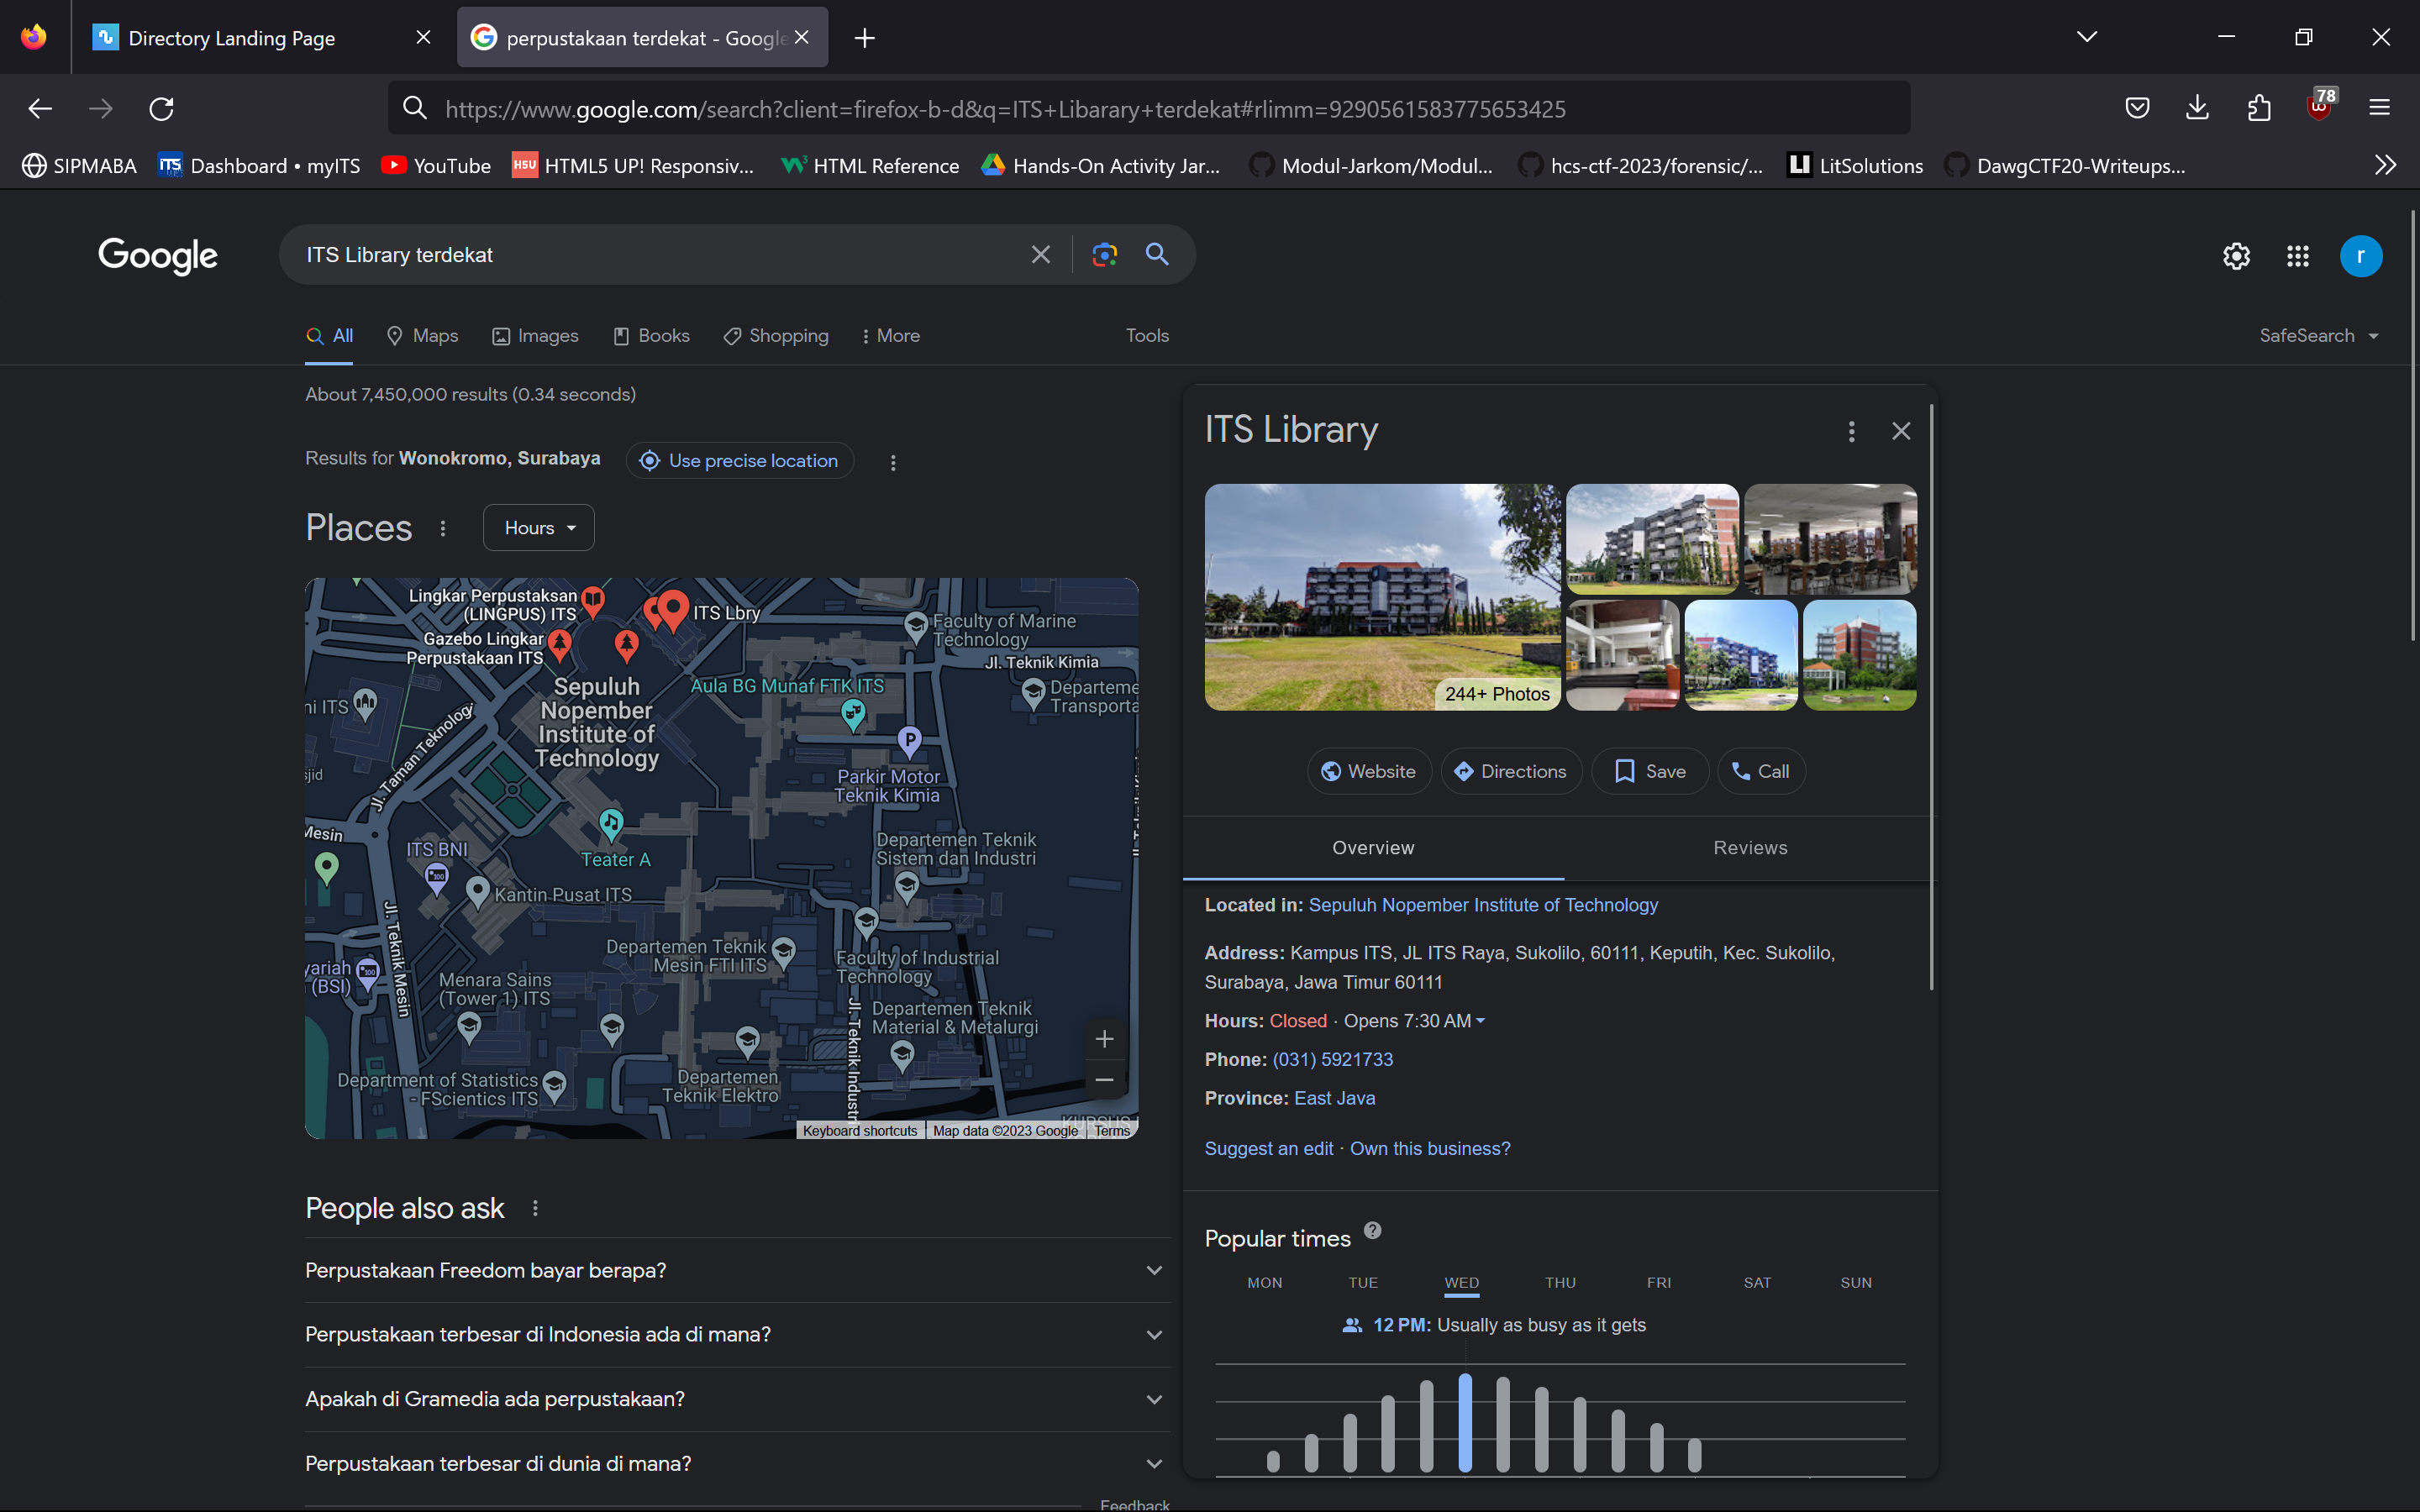 Directory Landing Page
perpustakaan terdekat - Google
https://www.google.com/search?client=firefox-b-d&q=ITS+Libarary+terdekat#rlimm=9290561583775653425
78
SIPMABA
ITS
Dashboard • myITS
YouTube
H5U
HTML5 UP! Responsiv...
HTML Reference
Hands-On Activity Jar...
Modul-Jarkom/Modul...
hcs-ctf-2023/forensic/...
LitSolutions
DawgCTF20-Writeups...
Google
ITS Library terdekat
r
All
Maps
Images
Books
Shopping
More
Tools
SafeSearch
About 7,450,000 results (0.34 seconds)
Results for Wonokromo, Surabaya
Use precise location
Places
Hours
Lingkar Perpustaksan
(LINGPUS) ITS
ITS Lbry
Gazebo Lingkar
Perpustakaan ITS
Faculty of Marine
Technology
Jl. Teknik Kimia
Sepuluh
Nopember
Institute of
Technology
Aula BG Munaf FTK ITS
Departeme
Transporta
ni ITS
Jl. Taman Teknologi
P
Parkir Motor
Teknik Kimia
jid
Mesin
ITS BNI
Teater A
Departemen Teknik
Sistem dan Industri
Kantin Pusat ITS
Jl. Teknik Mesin
Departemen Teknik
Mesin FTI ITS
Faculty of Industrial
Technology
yariah
(BSI)
Menara Sains
(Tower 1) ITS
Jl. Teknik Industri
Departemen Teknik
Material & Metalurgi
Department of Statistics
- FScientics ITS
Departemen
Teknik Elektro
KURSUS
Keyboard shortcuts
Map data ©2023 Google
Terms
People also ask
Perpustakaan Freedom bayar berapa?
Perpustakaan terbesar di Indonesia ada di mana?
Apakah di Gramedia ada perpustakaan?
Perpustakaan terbesar di dunia di mana?
Feedback
ITS Library
244+ Photos
Website
Directions
Save
Call
Overview
Reviews
Located in: Sepuluh Nopember Institute of Technology
Address: Kampus ITS, JL ITS Raya, Sukolilo, 60111, Keputih, Kec. Sukolilo,
Surabaya, Jawa Timur 60111
Hours: Closed · Opens 7:30 AM
Phone: (031) 5921733
Province: East Java
Suggest an edit · Own this business?
Popular times
MON TUE WED THU FRI SAT SUN
12 PM: Usually as busy as it gets